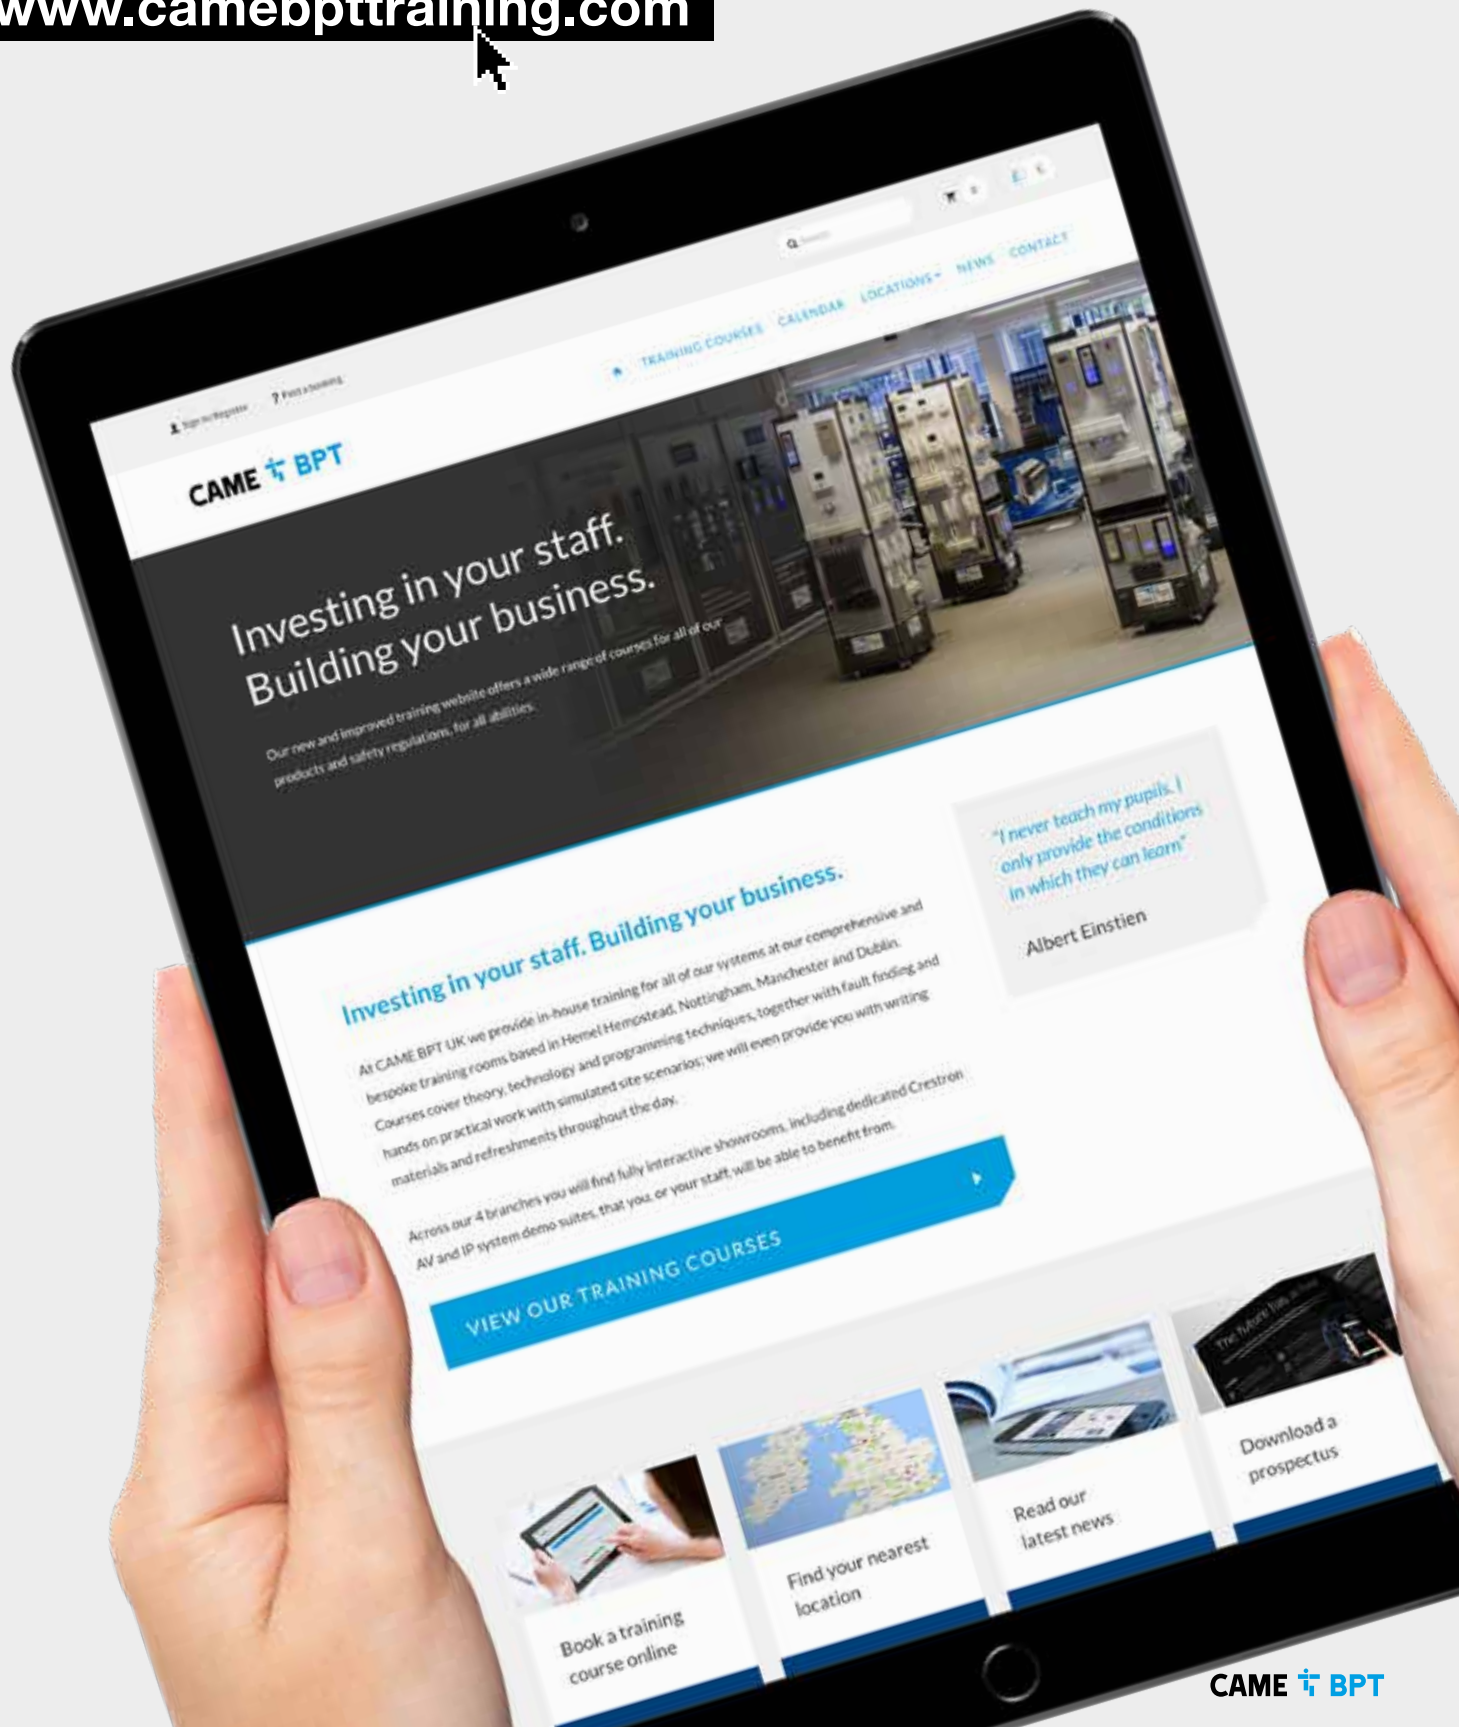 www.camebpttraining.com
Search
Sign in/Register
? Post a booking
TRAINING COURSES CALENDAR LOCATIONS NEWS CONTACT
CAME BPT
Investing in your staff.
Building your business.
Our new and improved training website offers a wide range of courses for all of our
products and safety regulations, for all abilities.
Investing in your staff. Building your business.
At CAME BPT UK we provide in-house training for all of our systems at our comprehensive and
bespoke training rooms based in Hemel Hempstead, Nottingham, Manchester and Dublin.
Courses cover theory, technology and programming techniques, together with fault finding and
hands on practical work with simulated site scenarios; we will even provide you with writing
materials and refreshments throughout the day.
Across our 4 branches you will find fully interactive showrooms, including dedicated Crestron
AV and IP system demo suites, that you, or your staff, will be able to benefit from.
"I never teach my pupils. I
only provide the conditions
in which they can learn"
Albert Einstien
VIEW OUR TRAINING COURSES
Book a training
course online
Find your nearest
location
Read our
latest news
The future has a
Download a
prospectus
CAME BPT